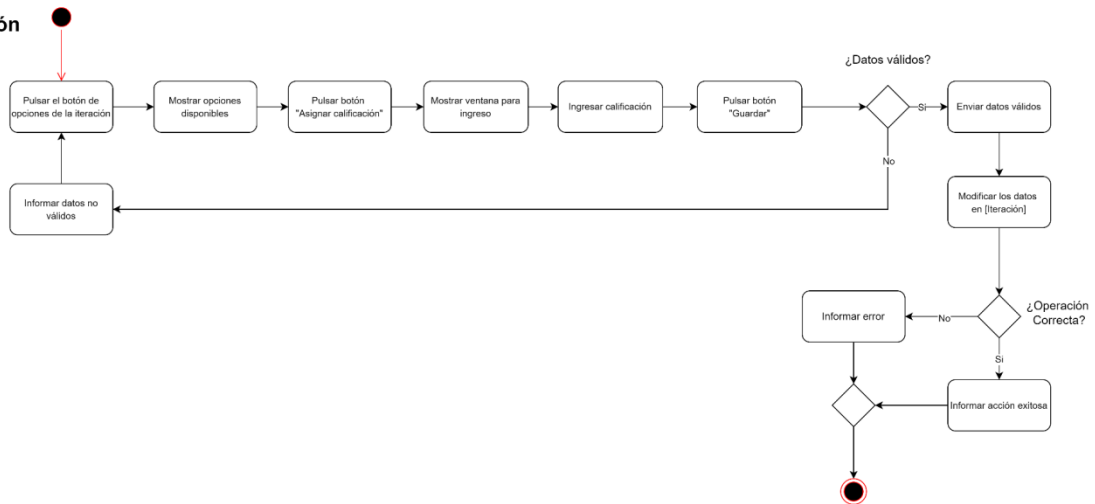 ón
Pulsar el botón de
opciones de la iteración
Mostrar opciones
disponibles
Pulsar botón
"Asignar calificación"
Mostrar ventana para
ingreso
Ingresar calificación
Pulsar botón
"Guardar"
¿Datos válidos?
Si
Enviar datos válidos
No
Informar datos no
válidos
Modificar los datos
en [Iteración]
¿Operación
Correcta?
No
Informar error
Si
Informar acción exitosa